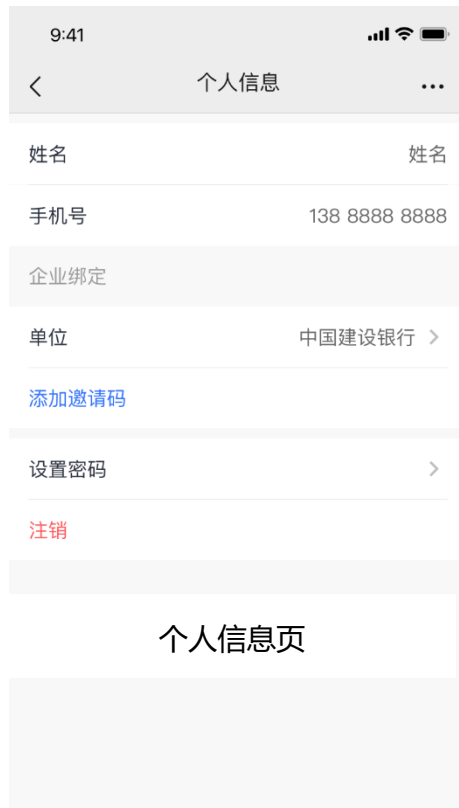 9:41
个人信息
姓名 姓名
手机号 138 8888 8888
企业绑定
单位 中国建设银行
添加邀请码
设置密码
注销
个人信息页